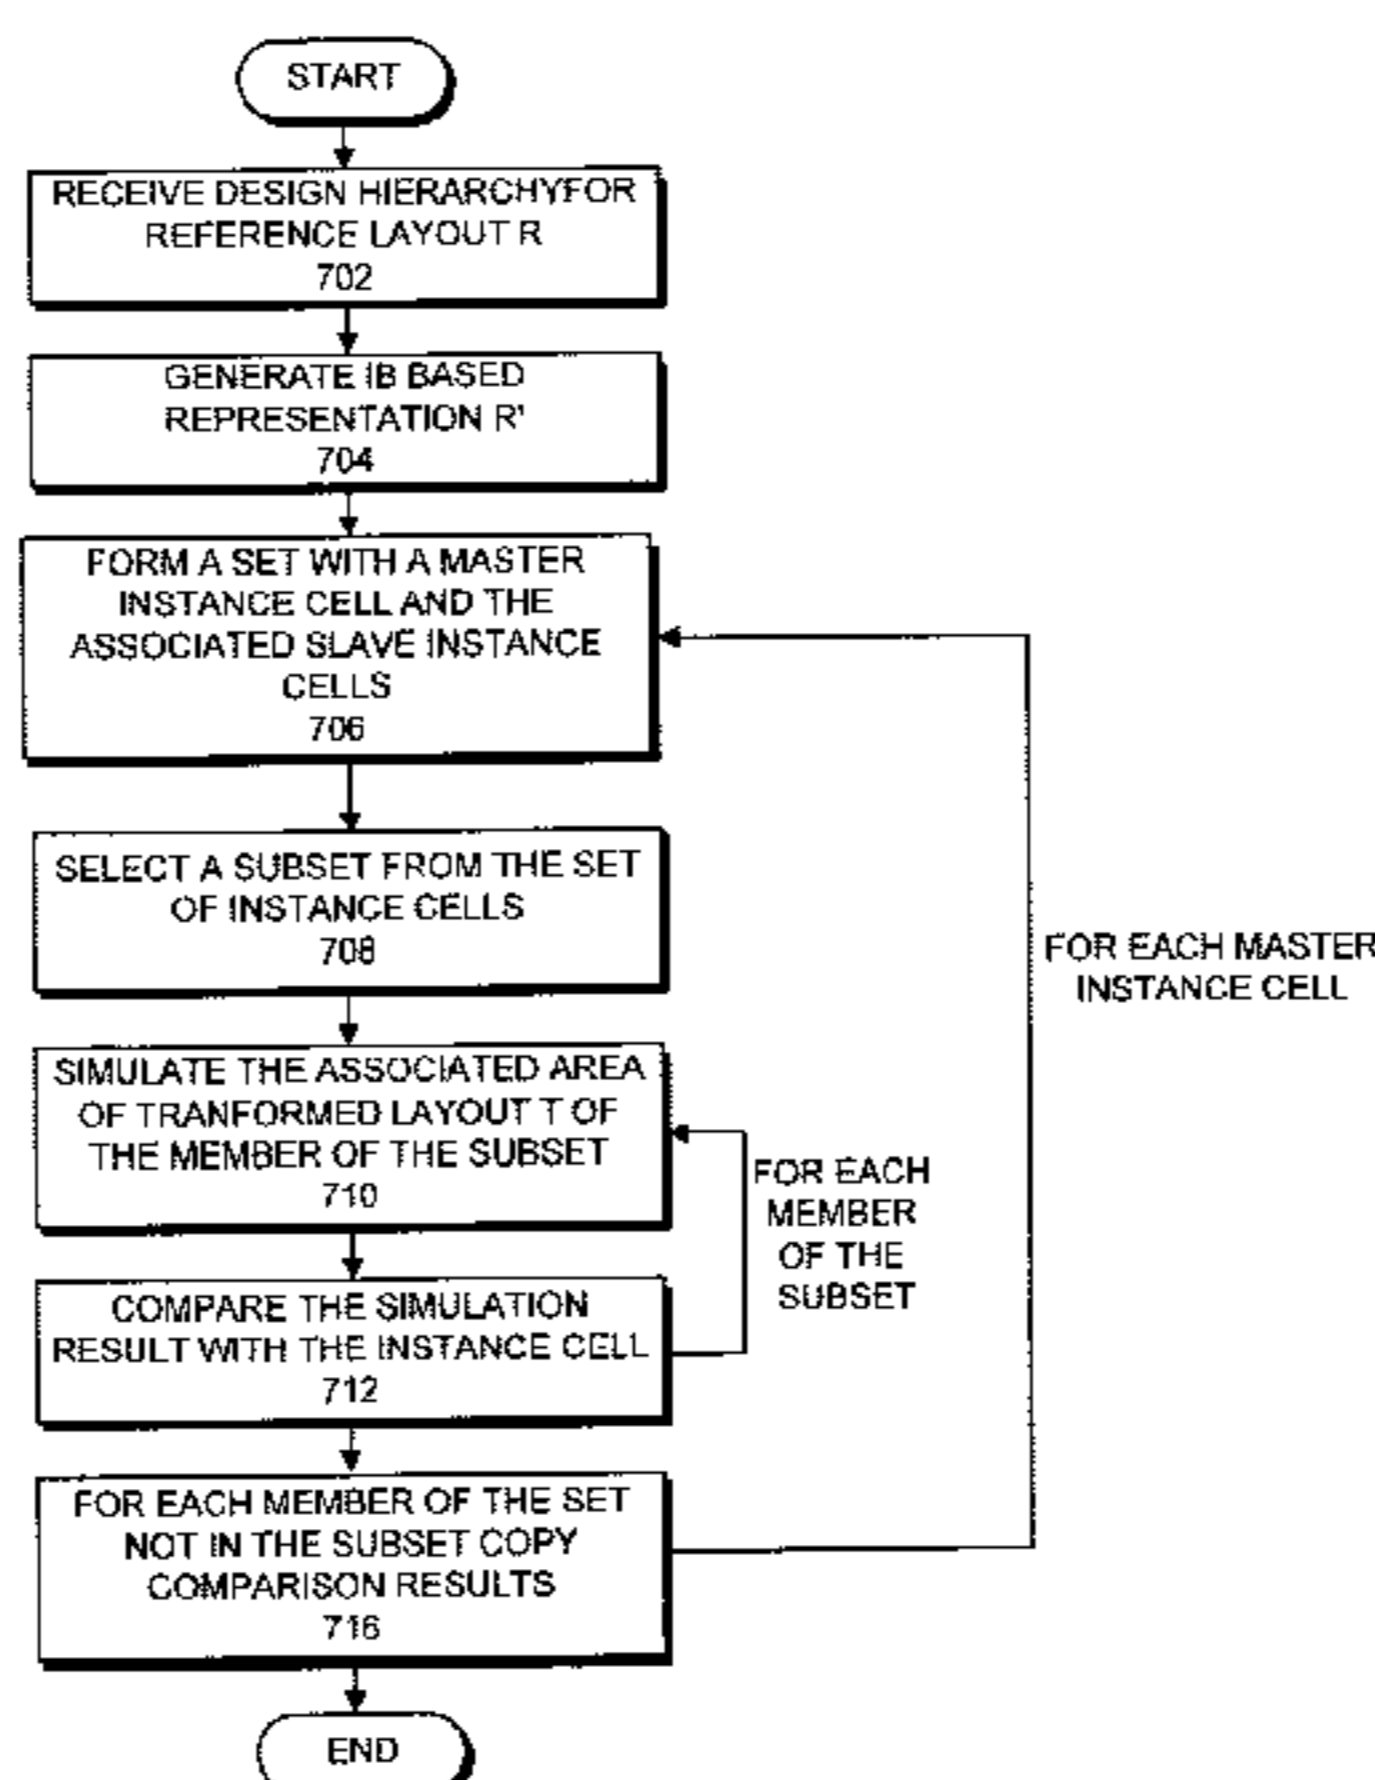 START
RECEIVE DESIGN HIERARCHYFOR
REFERENCE LAYOUT R
702
GENERATE IB BASED
REPRESENTATION R'
704
FORM A SET WITH A MASTER
INSTANCE CELL AND THE
ASSOCIATED SLAVE INSTANCE
CELLS
706
SELECT A SUBSET FROM THE SET
OF INSTANCE CELLS
708
FOR EACH MASTER
INSTANCE CELL
SIMULATE THE ASSOCIATED AREA
OF TRANFORMED LAYOUT T OF
THE MEMBER OF THE SUBSET
710
FOR EACH
MEMBER
OF THE
SUBSET
COMPARE THE SIMULATION
RESULT WITH THE INSTANCE CELL
712
FOR EACH MEMBER OF THE SET
NOT IN THE SUBSET COPY
COMPARISON RESULTS
716
END